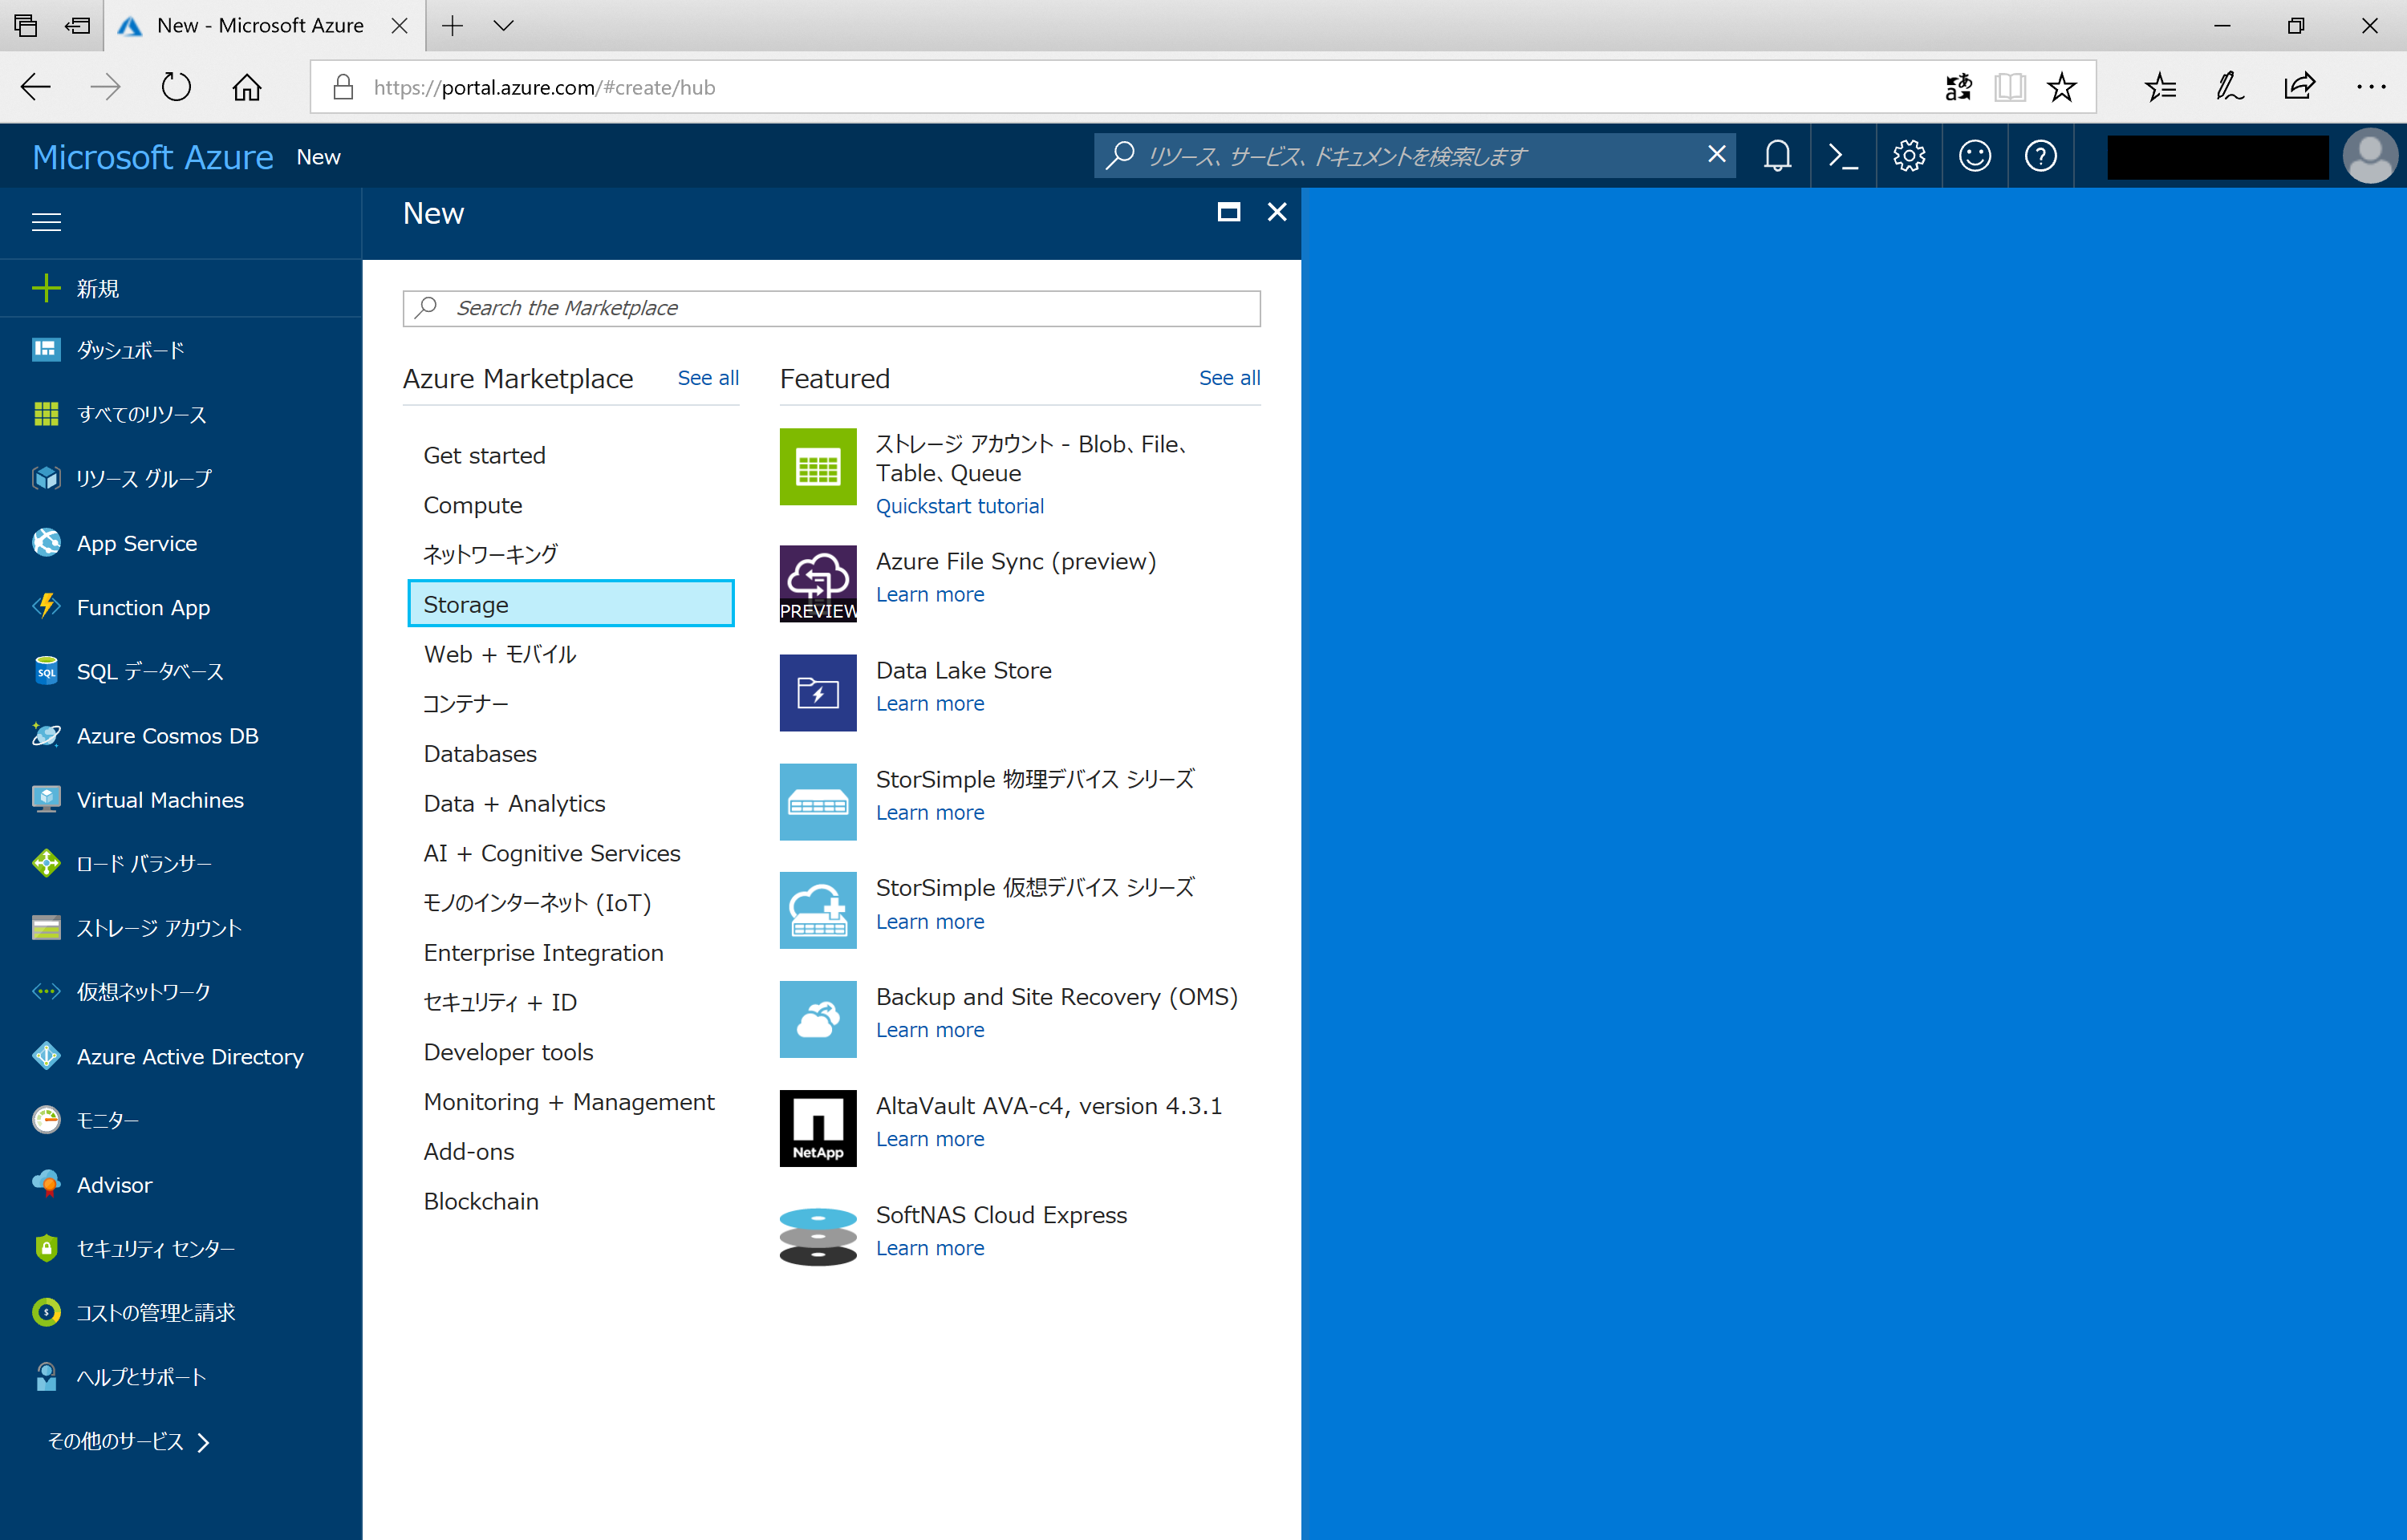 New - Microsoft Azure
https://portal.azure.com/#create/hub
Microsoft Azure New
リソース、サービス、ドキュメントを検索します
新規
ダッシュボード
すべてのリソース
リソース グループ
App Service
Function App
SQL データベース
Azure Cosmos DB
Virtual Machines
ロード バランサー
ストレージ アカウント
仮想ネットワーク
Azure Active Directory
モニター
Advisor
セキュリティ センター
コストの管理と請求
ヘルプとサポート
その他のサービス
New
Search the Marketplace
Azure Marketplace See all
Get started
Compute
ネットワーキング
Storage
Web + モバイル
コンテナー
Databases
Data + Analytics
AI + Cognitive Services
モノのインターネット (IoT)
Enterprise Integration
セキュリティ + ID
Developer tools
Monitoring + Management
Add-ons
Blockchain
Featured See all
ストレージ アカウント - Blob、File、
Table、Queue
Quickstart tutorial
PREVIEW
Azure File Sync (preview)
Learn more
Data Lake Store
Learn more
StorSimple 物理デバイス シリーズ
Learn more
StorSimple 仮想デバイス シリーズ
Learn more
Backup and Site Recovery (OMS)
Learn more
NetApp
AltaVault AVA-c4, version 4.3.1
Learn more
SoftNAS Cloud Express
Learn more